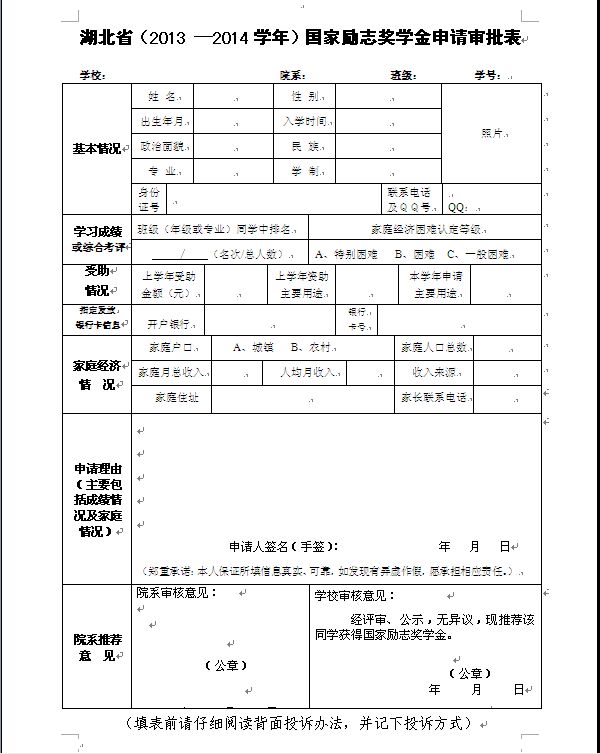 湖北省（2013 —2014 学年）国家励志奖学金申请审批表
学校： 院系： 班级： 学号：
基本情况
姓 名 性 别
出生年月 入学时间
政治面貌 民 族
专 业 学 制
照片
身份证号
联系电话及ＱＱ号 QQ：
学习成绩
或综合考评
班级（年级或专业）同学中排名 家庭经济困难认定等级
/ （名次/总人数） A、特别困难 B、困难 C、一般困难
受助
情况
上学年受助
金额（元）
上学年资助
主要用途
本学年申请
主要用途
指定发放
银行卡信息
开户银行
银行
卡号
家庭经济
情 况
家庭户口 A、城镇 B、农村 家庭人口总数
家庭月总收入 人均月收入 收入来源
家庭住址 家长联系电话
申请理由
（主要包
括成绩情
况及家庭
情况）
申请人签名（手签）： 年 月 日
（郑重承诺：本人保证所填信息真实、可靠，如发现有弄虚作假，愿承担相应责任。）
院系推荐
意 见
院系审核意见：
（公章）
学校审核意见：
经评审、公示，无异议，现推荐该
同学获得国家励志奖学金。
（公章）
年 月 日
（填表前请仔细阅读背面投诉办法，并记下投诉方式）